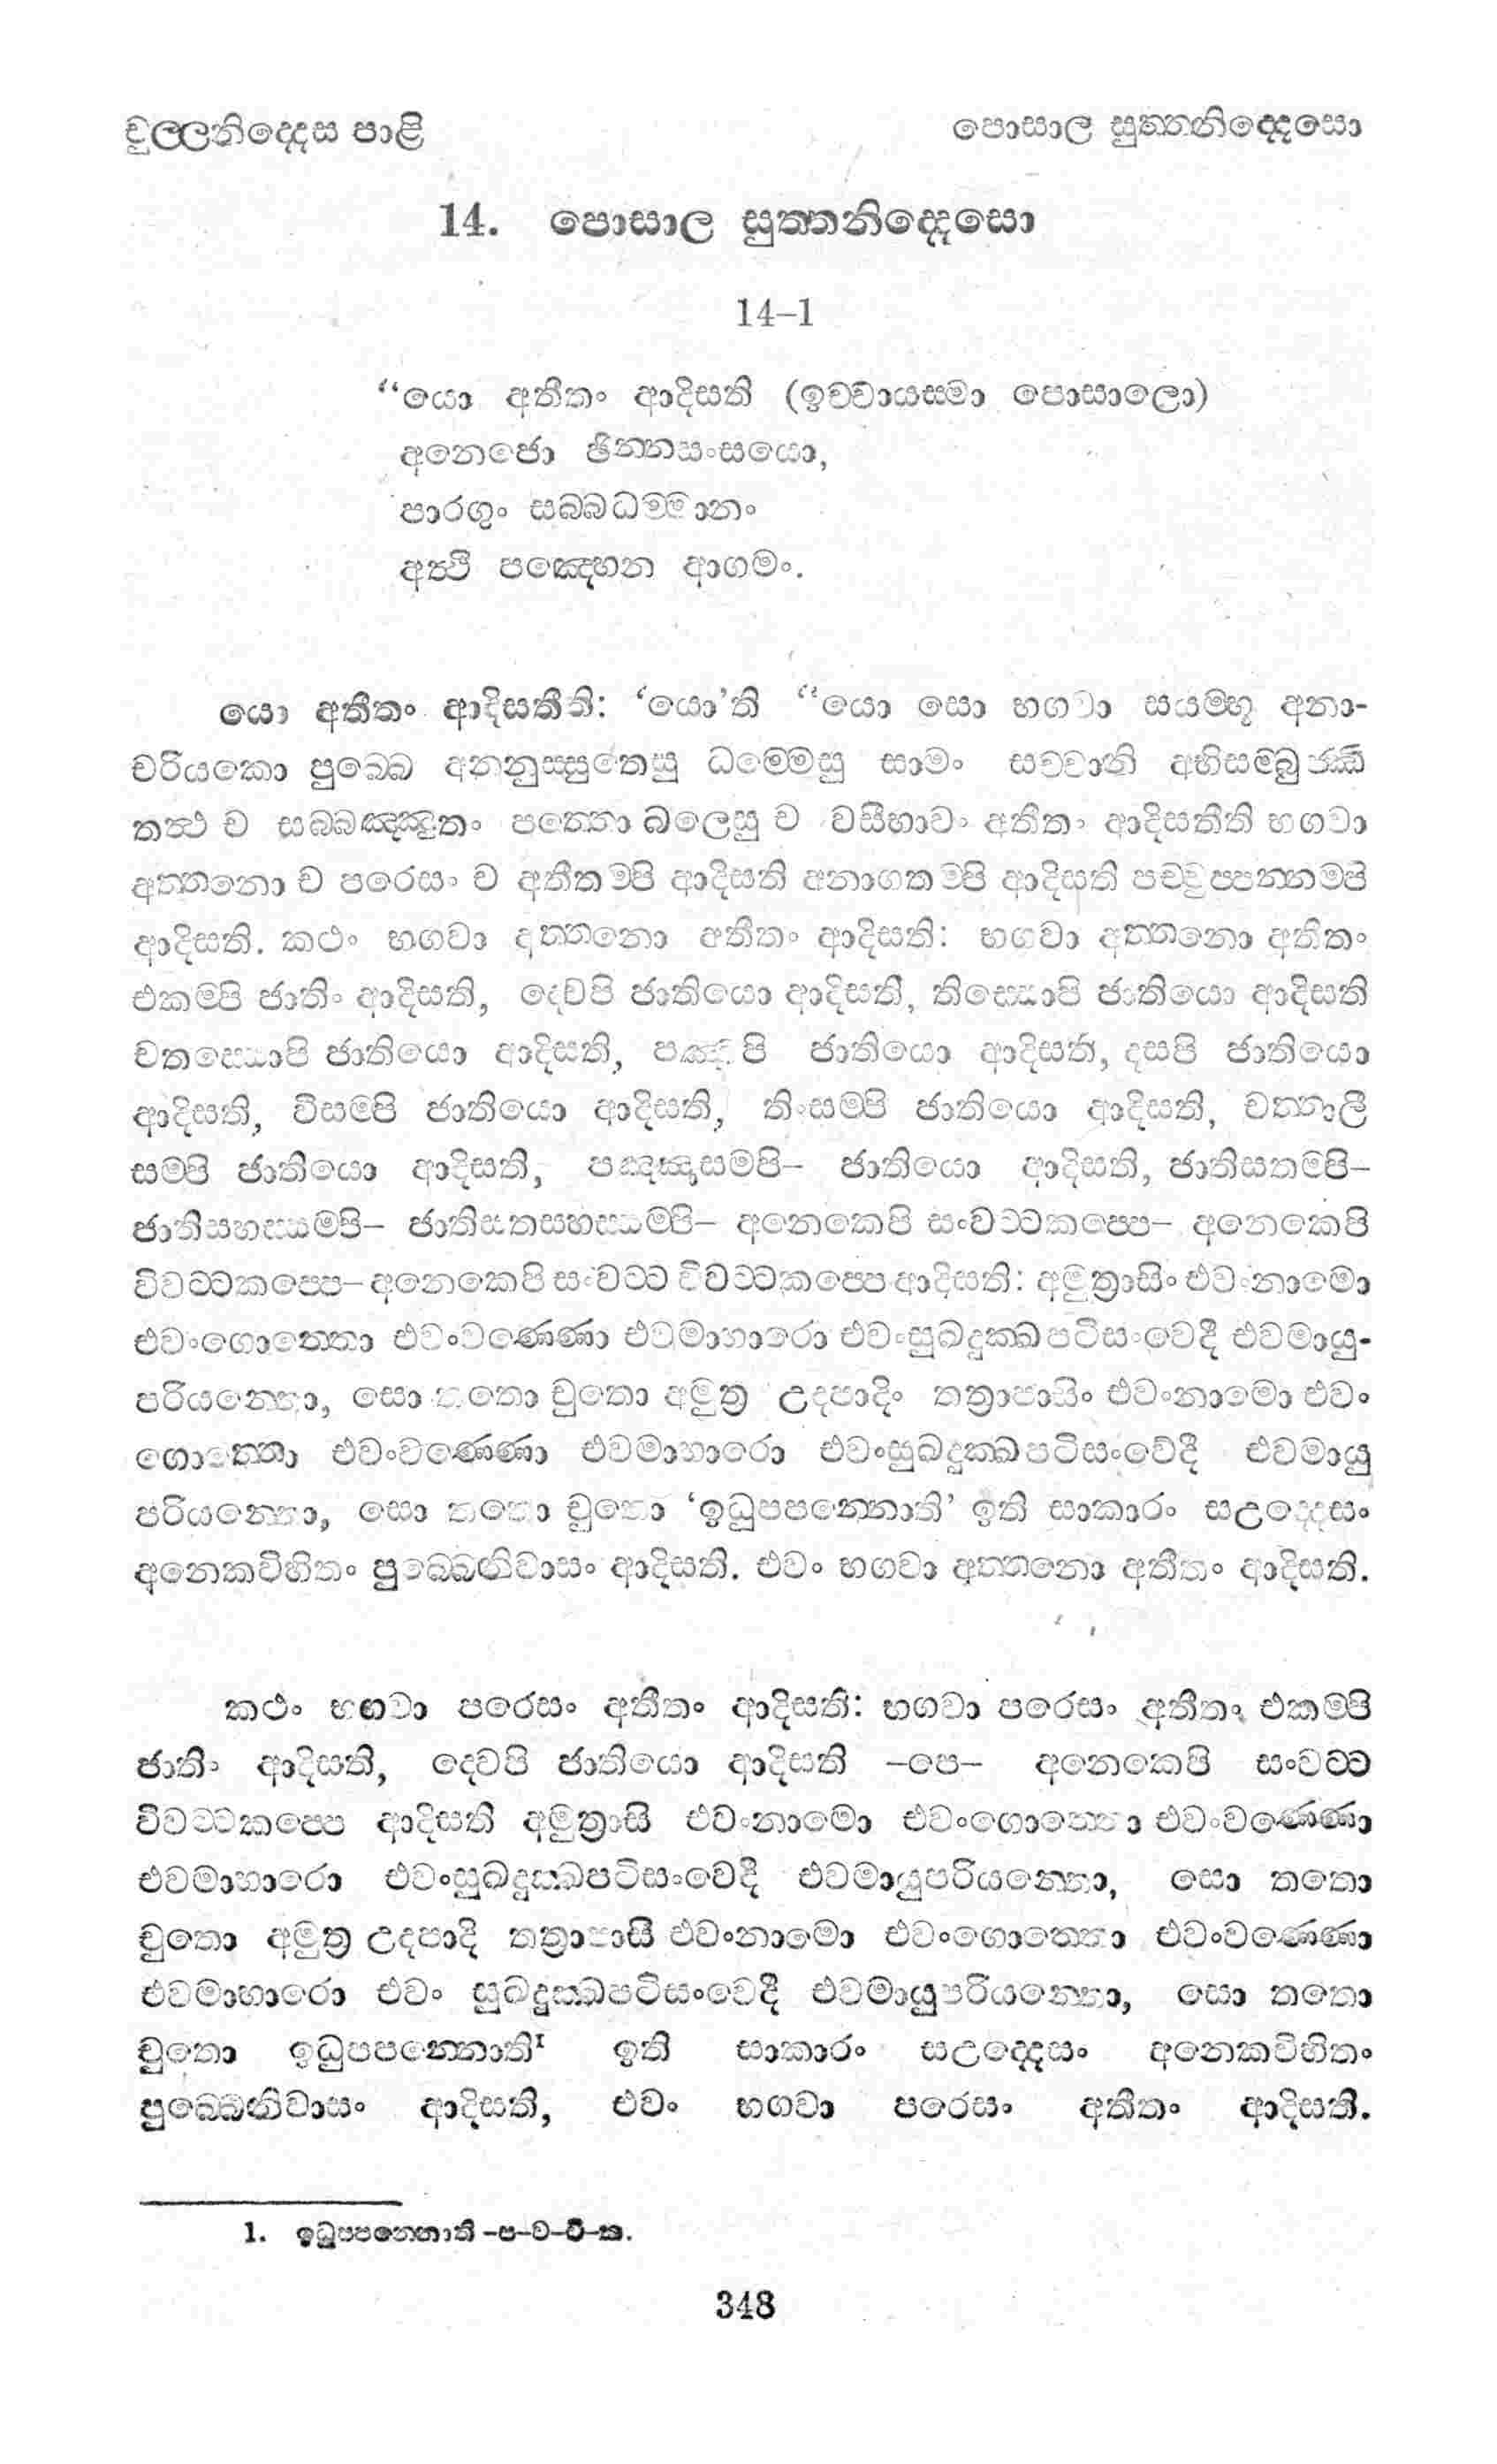 චුල්ලනිද්දෙස පාළි
පොසාල සුත්තනිද්දෙසො
14. පොසාල සුත්තනිද්දෙසො
14–1
“යො අතීතං ආදිසති (ඉච්චායස්මා පොසාලො)
අනෙජො ඡින්නසංසයො,
පාරගුං සබ්බධම්මානං
අත්ථි පඤ්හෙන ආගමං.
යො අතීතං ආදිසතීති: ‘යො’ති “යො සො භගවා සයම්භූ අනා-
චරියකො පුබ්බෙ අනනුස්සුතෙසු ධම්මෙසු සාමං සච්චානි අභිසම්බුජ්ඣි
තත්ථ ච සබ්බඤ්ඤුතං පත්තො බලෙසු ච වසීභාවං අතීතං ආදිසතීති භගවා
අත්තනො ච පරෙසං ච අතීතම්පි ආදිසති අනාගතම්පි ආදිසති පච්චුප්පන්නම්පි
ආදිසති. කථං භගවා අත්තනො අතීතං ආදිසති: භගවා අත්තනො අතීතං
එකම්පි ජාතිං ආදිසති, ද්වෙපි ජාතියො ආදිසති, තිස්සොපි ජාතියො ආදිසති
චතස්සොපි ජාතියො ආදිසති, පඤ්චපි ජාතියො ආදිසති, දසපි ජාතියො
ආදිසති, වීසම්පි ජාතියො ආදිසති, තිංසම්පි ජාතියො ආදිසති, චත්තාලී
සම්පි ජාතියො ආදිසති, පඤ්ඤාසම්පි– ජාතියො ආදිසති, ජාතිසතම්පි–
ජාතිසහස්සම්පි– ජාතිසතසහස්සම්පි– අනෙකෙපි සංවට්ටකප්පෙ– අනෙකෙපි
විවට්ටකප්පෙ– අනෙකෙපි සංවට්ට විවට්ටකප්පෙ ආදිසති: අමුත්‍රාසිං එවංනාමො
එවංගොත්තො එවංවණ්ණො එවමාහාරො එවංසුඛදුක්ඛපටිසංවෙදී එවමායු-
පරියන්තො, සො තතො චුතො අමුත්‍ර උදපාදිං තත්‍රාපාසිං එවංනාමො එවං
ගොත්තො එවංවණ්ණො එවමාහාරො එවංසුඛදුක්ඛපටිසංවේදී එවමායු
පරියන්තො, සො තතො චුතො ‘ඉධූපපන්නොති’ ඉති සාකාරං සඋද්දෙසං
අනෙකවිහිතං පුබ්බෙනිවාසං ආදිසති. එවං භගවා අත්තනො අතීතං ආදිසති.
කථං භගවා පරෙසං අතීතං ආදිසති: භගවා පරෙසං අතීතං එකම්පි
ජාතිං ආදිසති, ද්වෙපි ජාතියො ආදිසති –පෙ– අනෙකෙපි සංවට්ට
විවට්ටකප්පෙ ආදිසති අමුත්‍රාසි එවංනාමො එවංගොත්තො එවංවණ්ණො
එවමාහාරො එවංසුඛදුක්ඛපටිසංවෙදී එවමායුපරියන්තො, සො තතො
චුතො අමුත්‍ර උදපාදි තත්‍රාපාසි එවංනාමො එවංගොත්තො එවංවණ්ණො
එවමාහාරො එවං සුඛදුක්ඛපටිසංවෙදී එවමායුපරියන්තො, සො තතො
චුතො ඉධුපපන්නොති¹ ඉති සාකාරං සඋද්දෙසං අනෙකවිහිතං
පුබ්බෙනිවාසං ආදිසති, එවං භගවා පරෙසං අතීතං ආදිසති.
1. ඉධූපපන්නොති –ප–ව–වි–ක.
348